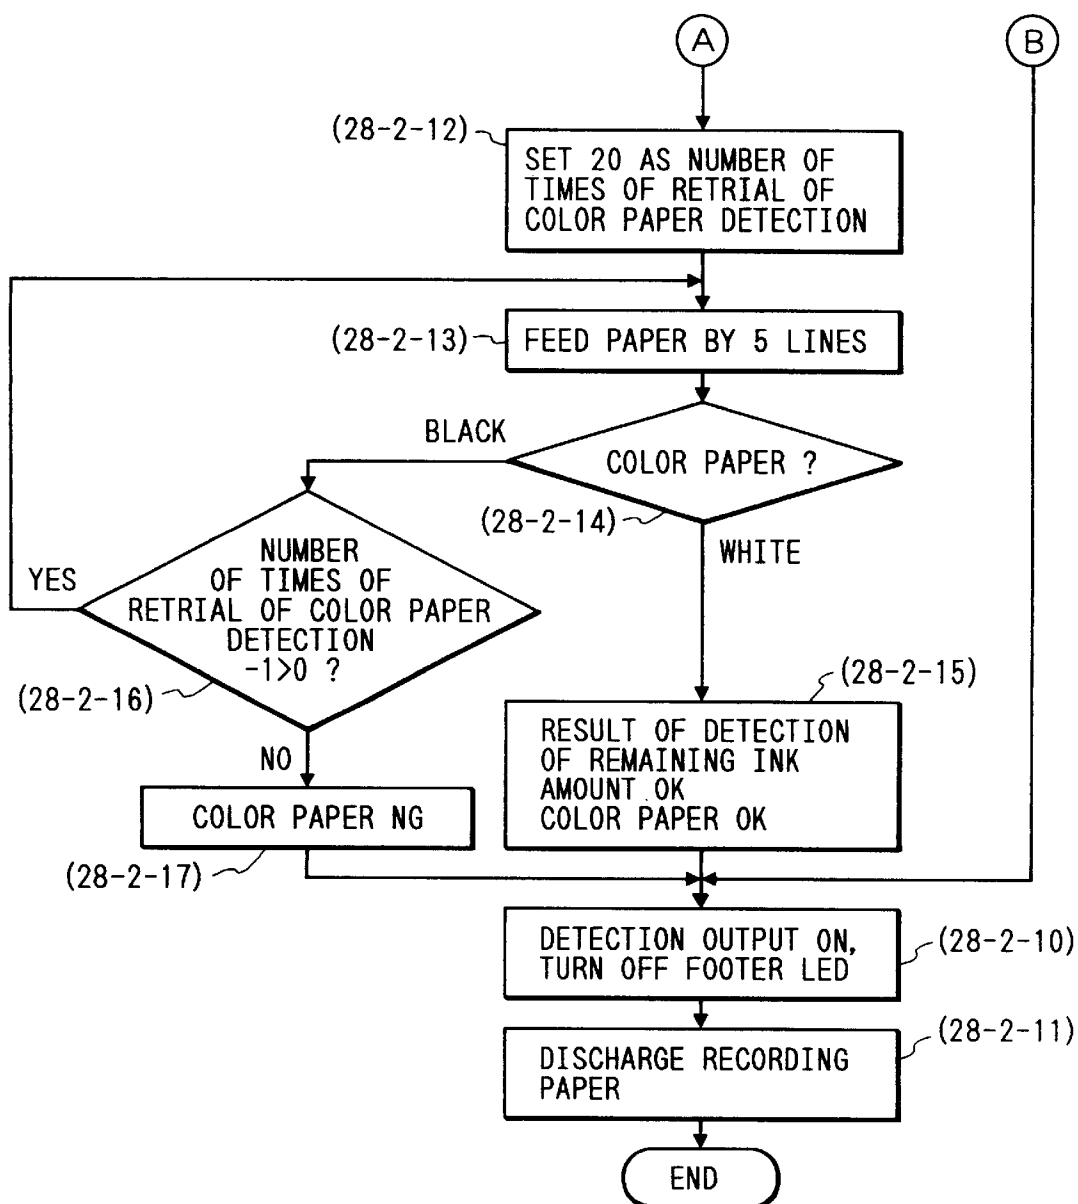 A
B
(28-2-12)
SET 20 AS NUMBER OF
TIMES OF RETRIAL OF
COLOR PAPER DETECTION
(28-2-13)
FEED PAPER BY 5 LINES
BLACK
COLOR PAPER ?
(28-2-14)
WHITE
YES
NUMBER
OF TIMES OF
RETRIAL OF COLOR PAPER
DETECTION
-1>0 ?
(28-2-16)
NO
(28-2-15)
RESULT OF DETECTION
OF REMAINING INK
AMOUNT OK
COLOR PAPER OK
COLOR PAPER NG
(28-2-17)
DETECTION OUTPUT ON,
TURN OFF FOOTER LED
(28-2-10)
(28-2-11)
DISCHARGE RECORDING
PAPER
END